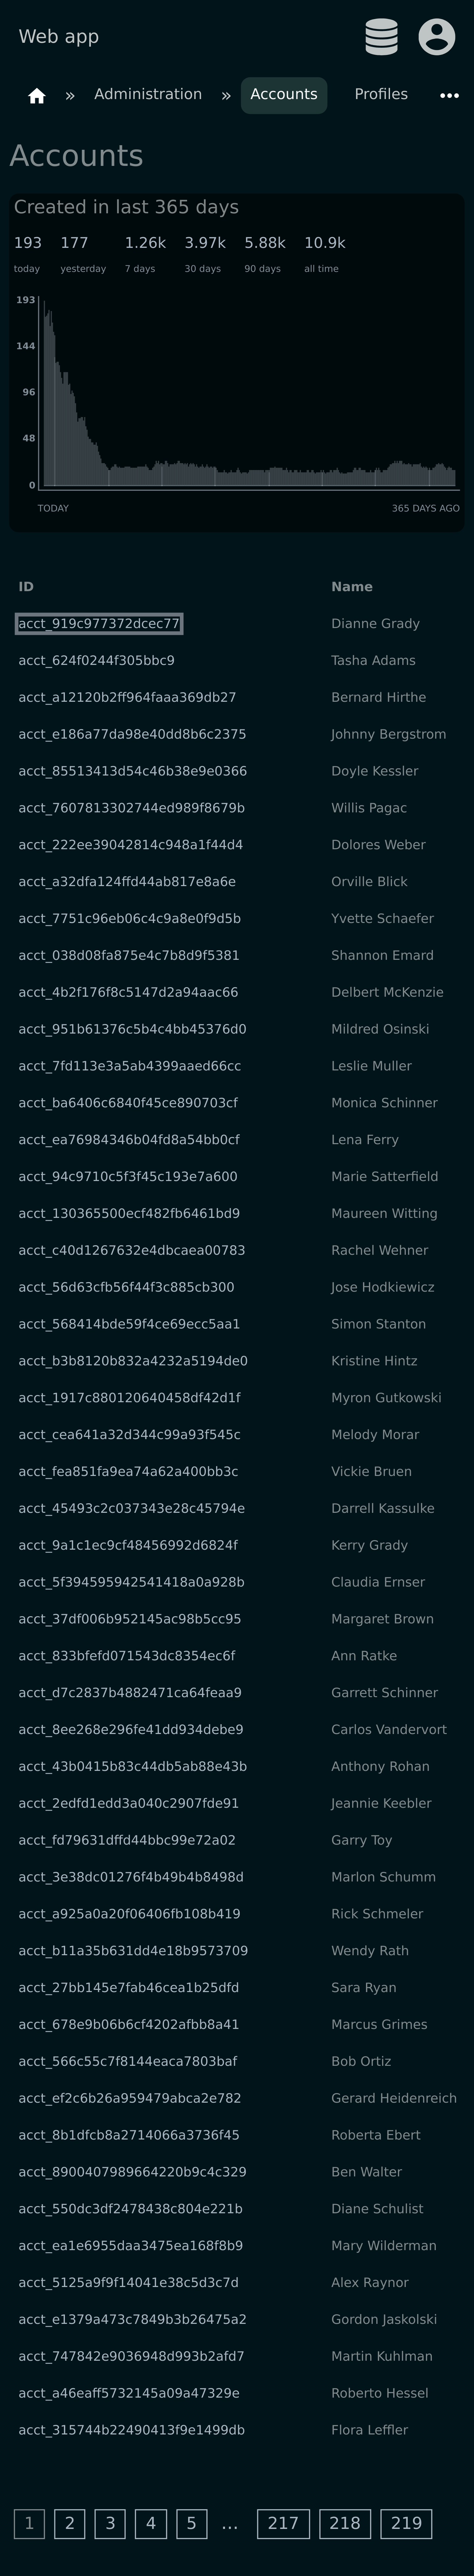 Web app
» Administration » Accounts Profiles •••
Accounts
Created in last 365 days
193 177 1.26k 3.97k 5.88k 10.9k
today yesterday 7 days 30 days 90 days all time
193
144
96
48
0
TODAY 365 DAYS AGO
ID Name
acct_919c977372dcec77 Dianne Grady
acct_624f0244f305bbc9 Tasha Adams
acct_a12120b2ff964faaa369db27 Bernard Hirthe
acct_e186a77da98e40dd8b6c2375 Johnny Bergstrom
acct_85513413d54c46b38e9e0366 Doyle Kessler
acct_7607813302744ed989f8679b Willis Pagac
acct_222ee39042814c948a1f44d4 Dolores Weber
acct_a32dfa124ffd44ab817e8a6e Orville Blick
acct_7751c96eb06c4c9a8e0f9d5b Yvette Schaefer
acct_038d08fa875e4c7b8d9f5381 Shannon Emard
acct_4b2f176f8c5147d2a94aac66 Delbert McKenzie
acct_951b61376c5b4c4bb45376d0 Mildred Osinski
acct_7fd113e3a5ab4399aaed66cc Leslie Muller
acct_ba6406c6840f45ce890703cf Monica Schinner
acct_ea76984346b04fd8a54bb0cf Lena Ferry
acct_94c9710c5f3f45c193e7a600 Marie Satterfield
acct_130365500ecf482fb6461bd9 Maureen Witting
acct_c40d1267632e4dbcaea00783 Rachel Wehner
acct_56d63cfb56f44f3c885cb300 Jose Hodkiewicz
acct_568414bde59f4ce69ecc5aa1 Simon Stanton
acct_b3b8120b832a4232a5194de0 Kristine Hintz
acct_1917c880120640458df42d1f Myron Gutkowski
acct_cea641a32d344c99a93f545c Melody Morar
acct_fea851fa9ea74a62a400bb3c Vickie Bruen
acct_45493c2c037343e28c45794e Darrell Kassulke
acct_9a1c1ec9cf48456992d6824f Kerry Grady
acct_5f394595942541418a0a928b Claudia Ernser
acct_37df006b952145ac98b5cc95 Margaret Brown
acct_833bfefd071543dc8354ec6f Ann Ratke
acct_d7c2837b4882471ca64feaa9 Garrett Schinner
acct_8ee268e296fe41dd934debe9 Carlos Vandervort
acct_43b0415b83c44db5ab88e43b Anthony Rohan
acct_2edfd1edd3a040c2907fde91 Jeannie Keebler
acct_fd79631dffd44bbc99e72a02 Garry Toy
acct_3e38dc01276f4b49b4b8498d Marlon Schumm
acct_a925a0a20f06406fb108b419 Rick Schmeler
acct_b11a35b631dd4e18b9573709 Wendy Rath
acct_27bb145e7fab46cea1b25dfd Sara Ryan
acct_678e9b06b6cf4202afbb8a41 Marcus Grimes
acct_566c55c7f8144eaca7803baf Bob Ortiz
acct_ef2c6b26a959479abca2e782 Gerard Heidenreich
acct_8b1dfcb8a2714066a3736f45 Roberta Ebert
acct_8900407989664220b9c4c329 Ben Walter
acct_550dc3df2478438c804e221b Diane Schulist
acct_ea1e6955daa3475ea168f8b9 Mary Wilderman
acct_5125a9f9f14041e38c5d3c7d Alex Raynor
acct_e1379a473c7849b3b26475a2 Gordon Jaskolski
acct_747842e9036948d993b2afd7 Martin Kuhlman
acct_a46eaff5732145a09a47329e Roberto Hessel
acct_315744b22490413f9e1499db Flora Leffler
1 2 3 4 5 ... 217 218 219